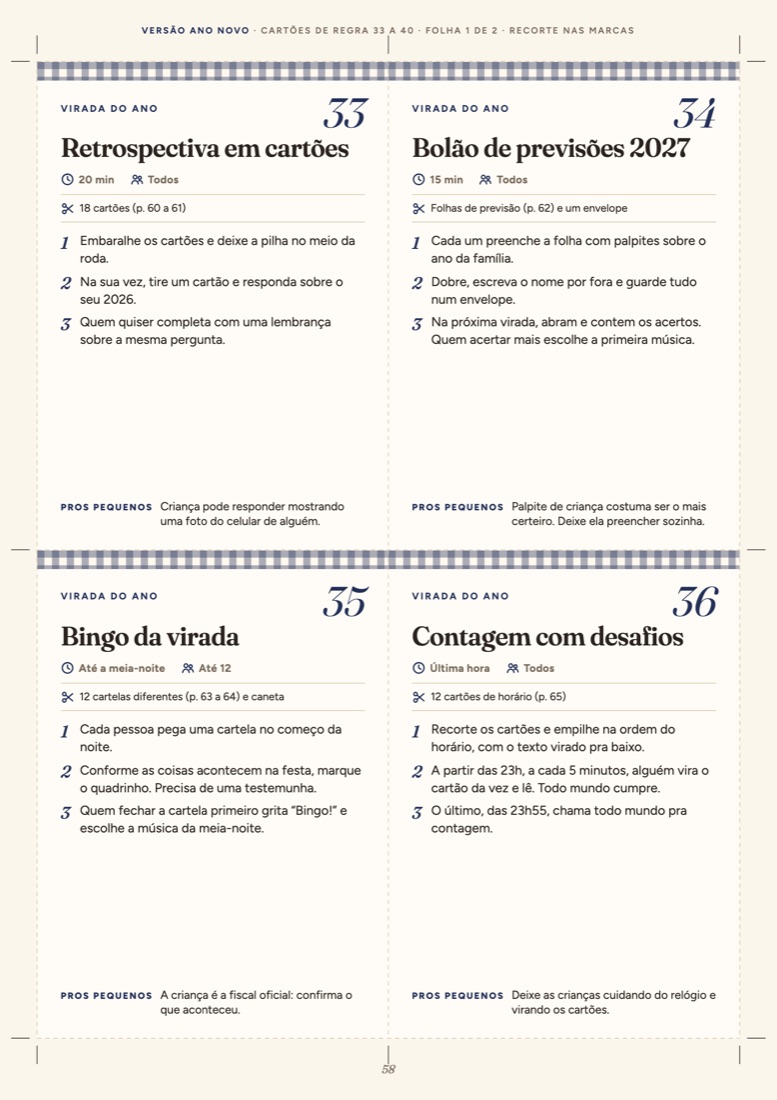 VERSÃO ANO NOVO · CARTÕES DE REGRA 33 A 40 · FOLHA 1 DE 2 · RECORTE NAS MARCAS
VIRADA DO ANO
33
Retrospectiva em cartões
20 min Todos
18 cartões (p. 60 a 61)
1 Embaralhe os cartões e deixe a pilha no meio da
roda.
2 Na sua vez, tire um cartão e responda sobre o
seu 2026.
3 Quem quiser completa com uma lembrança
sobre a mesma pergunta.
PROS PEQUENOS Criança pode responder mostrando
uma foto do celular de alguém.
VIRADA DO ANO
34
Bolão de previsões 2027
15 min Todos
Folhas de previsão (p. 62) e um envelope
1 Cada um preenche a folha com palpites sobre o
ano da família.
2 Dobre, escreva o nome por fora e guarde tudo
num envelope.
3 Na próxima virada, abram e contem os acertos.
Quem acertar mais escolhe a primeira música.
PROS PEQUENOS Palpite de criança costuma ser o mais
certeiro. Deixe ela preencher sozinha.
VIRADA DO ANO
35
Bingo da virada
Até a meia-noite Até 12
12 cartelas diferentes (p. 63 a 64) e caneta
1 Cada pessoa pega uma cartela no começo da
noite.
2 Conforme as coisas acontecem na festa, marque
o quadrinho. Precisa de uma testemunha.
3 Quem fechar a cartela primeiro grita “Bingo!” e
escolhe a música da meia-noite.
PROS PEQUENOS A criança é a fiscal oficial: confirma o
que aconteceu.
VIRADA DO ANO
36
Contagem com desafios
Última hora Todos
12 cartões de horário (p. 65)
1 Recorte os cartões e empilhe na ordem do
horário, com o texto virado pra baixo.
2 A partir das 23h, a cada 5 minutos, alguém vira o
cartão da vez e lê. Todo mundo cumpre.
3 O último, das 23h55, chama todo mundo pra
contagem.
PROS PEQUENOS Deixe as crianças cuidando do relógio e
virando os cartões.
58